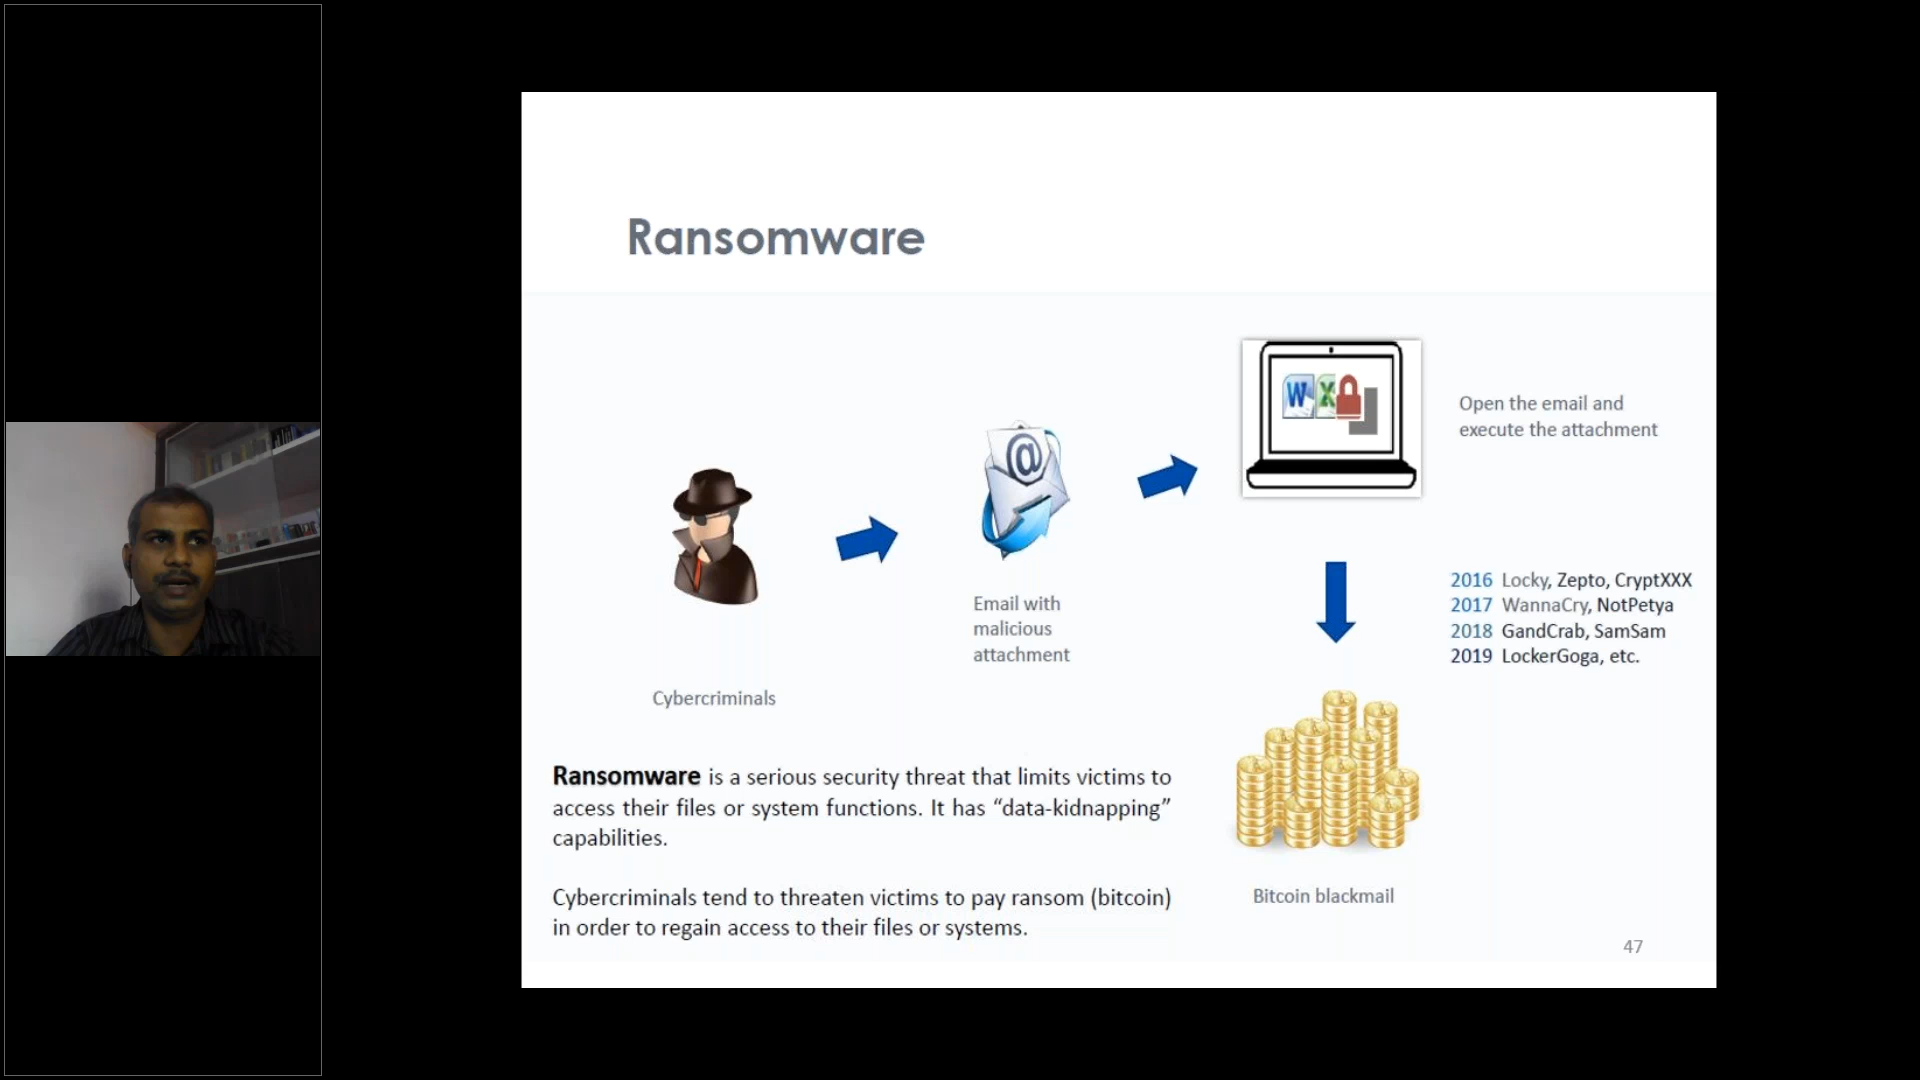 Ransomware
Open the email and
execute the attachment
Email with
malicious
attachment
Cybercriminals
2016 Locky, Zepto, CryptXXX
2017 WannaCry, NotPetya
2018 GandCrab, SamSam
2019 LockerGoga, etc.
Ransomware is a serious security threat that limits victims to
access their files or system functions. It has “data-kidnapping”
capabilities.
Cybercriminals tend to threaten victims to pay ransom (bitcoin)
in order to regain access to their files or systems.
Bitcoin blackmail
47